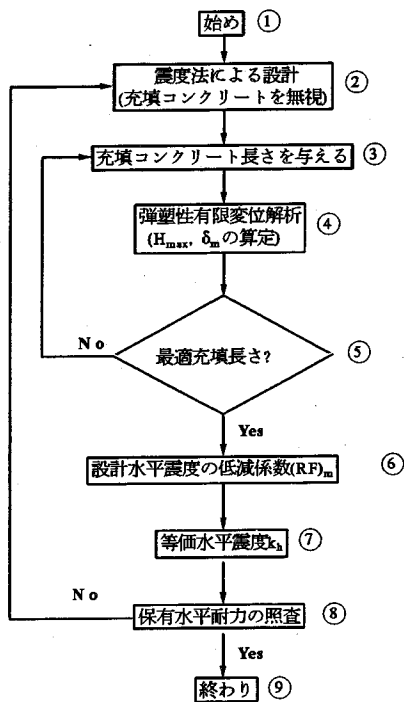 始め ①
震度法による設計 ②
(充填コンクリートを無視)
充填コンクリート長さを与える ③
弾塑性有限変位解析 ④
(Hmax, δmの算定)
No
最適充填長さ? ⑤
Yes
設計水平震度の低減係数(RF)m ⑥
等価水平震度kh ⑦
No
保有水平耐力の照査 ⑧
Yes
終わり ⑨